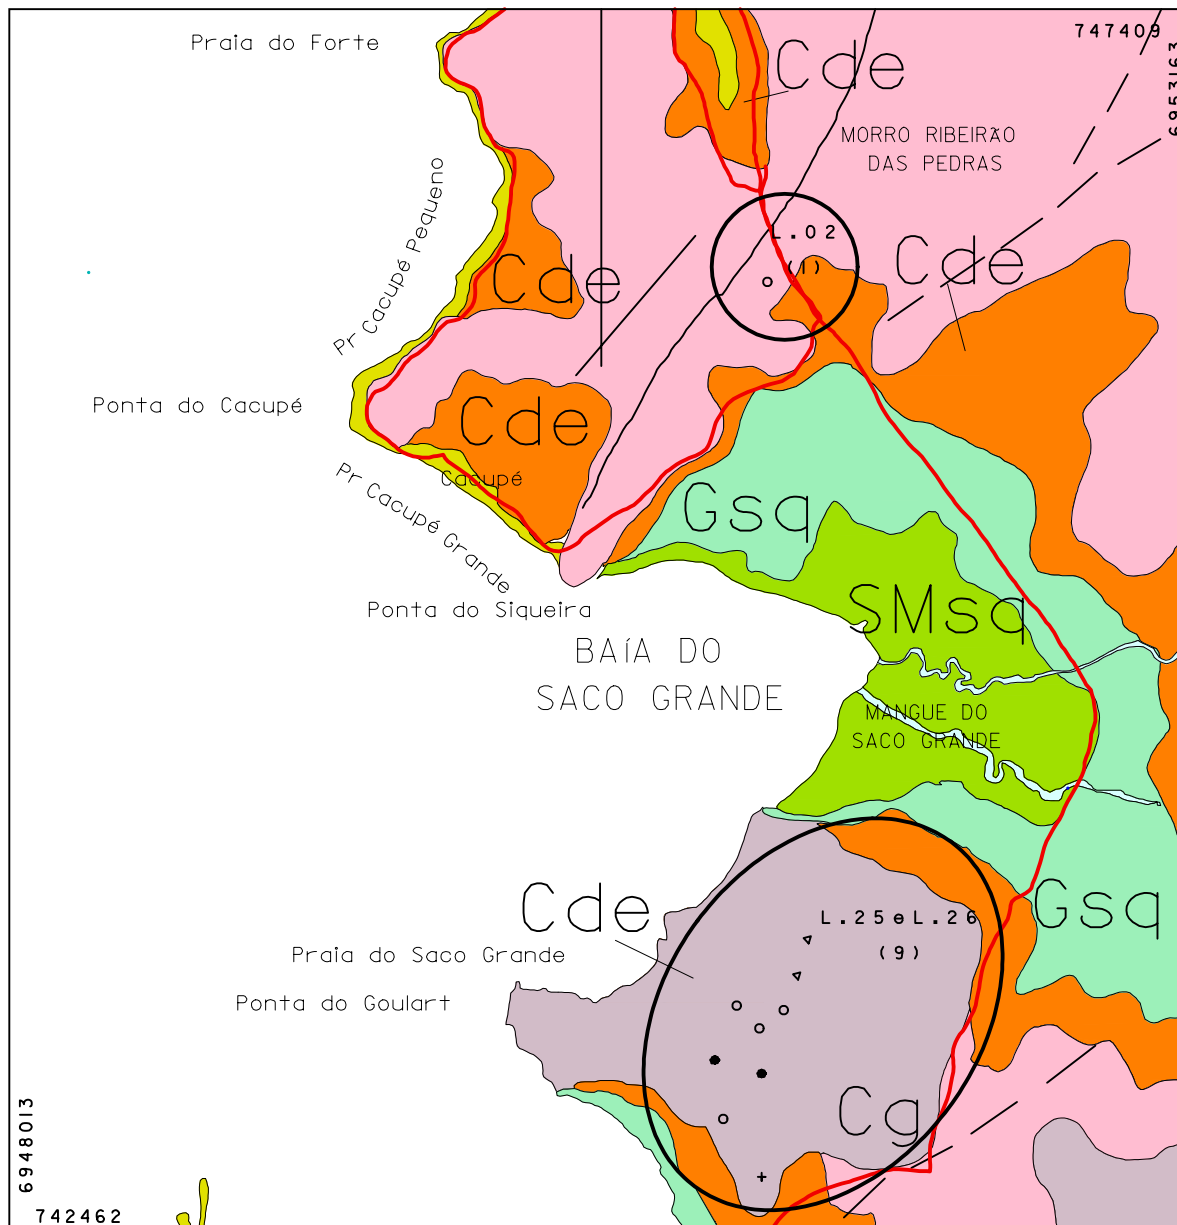 747409
6953163
Praia do Forte
Cde
MORRO RIBEIRÃO
DAS PEDRAS
Pr Cacupé Pequeno
L.02
(1)
Cde
Cde
Ponta do Cacupé
Cde
Cacupé
Pr Cacupé Grande
Gsq
Ponta do Siqueira
SMsq
BAÍA DO
SACO GRANDE
MANGUE DO
SACO GRANDE
Cde
Gsq
L.25 e L.26
(9)
Praia do Saco Grande
Ponta do Goulart
Cg
6948013
742462